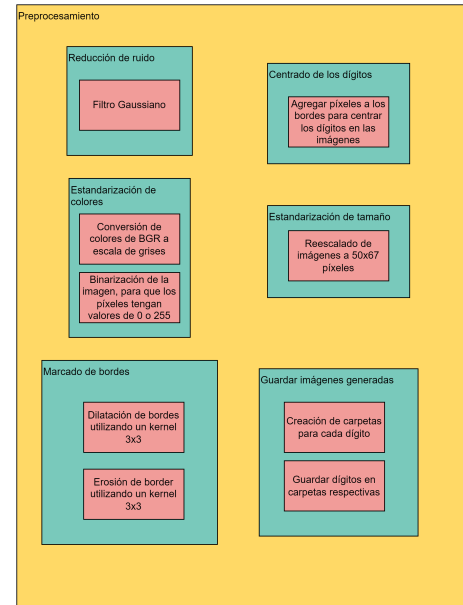 Preprocesamiento
Reducción de ruido
Filtro Gaussiano
Estandarización de
colores
Conversión de
colores de BGR a
escala de grises
Binarización de la
imagen, para que los
píxeles tengan
valores de 0 o 255
Marcado de bordes
Dilatación de bordes
utilizando un kernel
3x3
Erosión de border
utilizando un kernel
3x3
Centrado de los dígitos
Agregar píxeles a los
bordes para centrar
los dígitos en las
imágenes
Estandarización de tamaño
Reescalado de
imágenes a 50x67
píxeles
Guardar imágenes generadas
Creación de carpetas
para cada dígito
Guardar dígitos en
carpetas respectivas